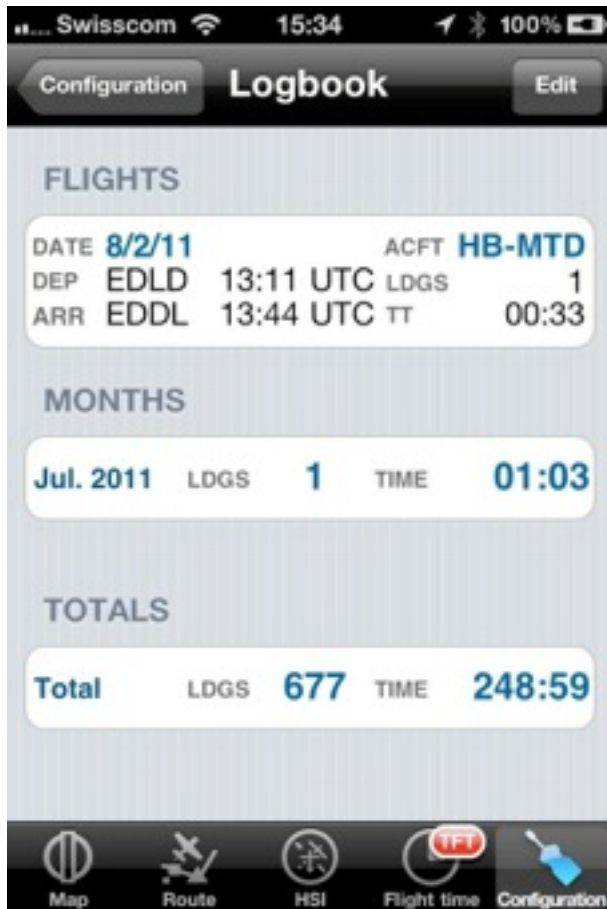 Swisscom 15:34 100%
Configuration Logbook Edit
FLIGHTS
DATE 8/2/11 ACFT HB-MTD
DEP EDLD 13:11 UTC LDGS 1
ARR EDDL 13:44 UTC TT 00:33
MONTHS
Jul. 2011 LDGS 1 TIME 01:03
TOTALS
Total LDGS 677 TIME 248:59
TFT
Map Route HSI Flight time Configuration